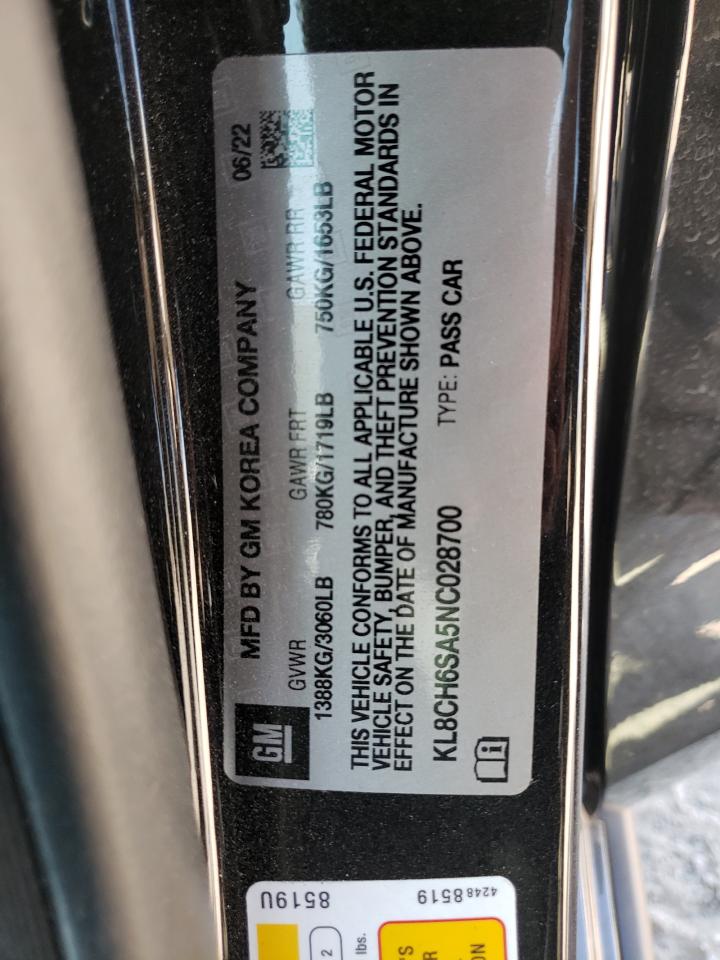 MFD BY GM KOREA COMPANY 06/22
GM
GVWR GAWR FRT GAWR RR
1388KG/3060LB 780KG/1719LB 750KG/1653LB
THIS VEHICLE CONFORMS TO ALL APPLICABLE U.S. FEDERAL MOTOR
VEHICLE SAFETY, BUMPER, AND THEFT PREVENTION STANDARDS IN
EFFECT ON THE DATE OF MANUFACTURE SHOWN ABOVE.
KL8CH6SA5NC028700 TYPE: PASS CAR
8519U
42488519
2
lbs.
'S
R
ON